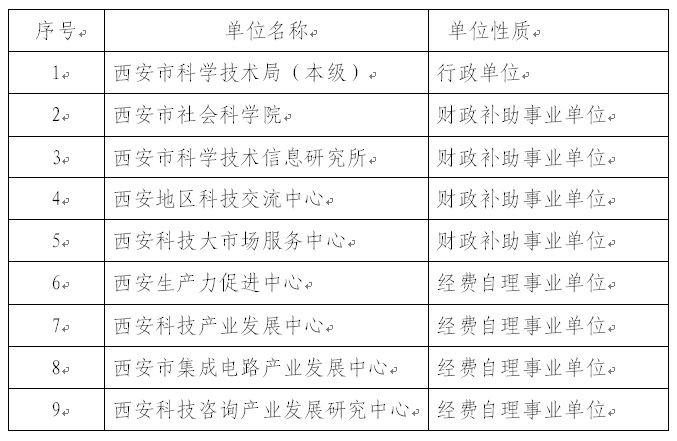 序号 单位名称 单位性质
1 西安市科学技术局（本级） 行政单位
2 西安市社会科学院 财政补助事业单位
3 西安市科学技术信息研究所 财政补助事业单位
4 西安地区科技交流中心 财政补助事业单位
5 西安科技大市场服务中心 财政补助事业单位
6 西安生产力促进中心 经费自理事业单位
7 西安科技产业发展中心 经费自理事业单位
8 西安市集成电路产业发展中心 经费自理事业单位
9 西安科技咨询产业发展研究中心 经费自理事业单位